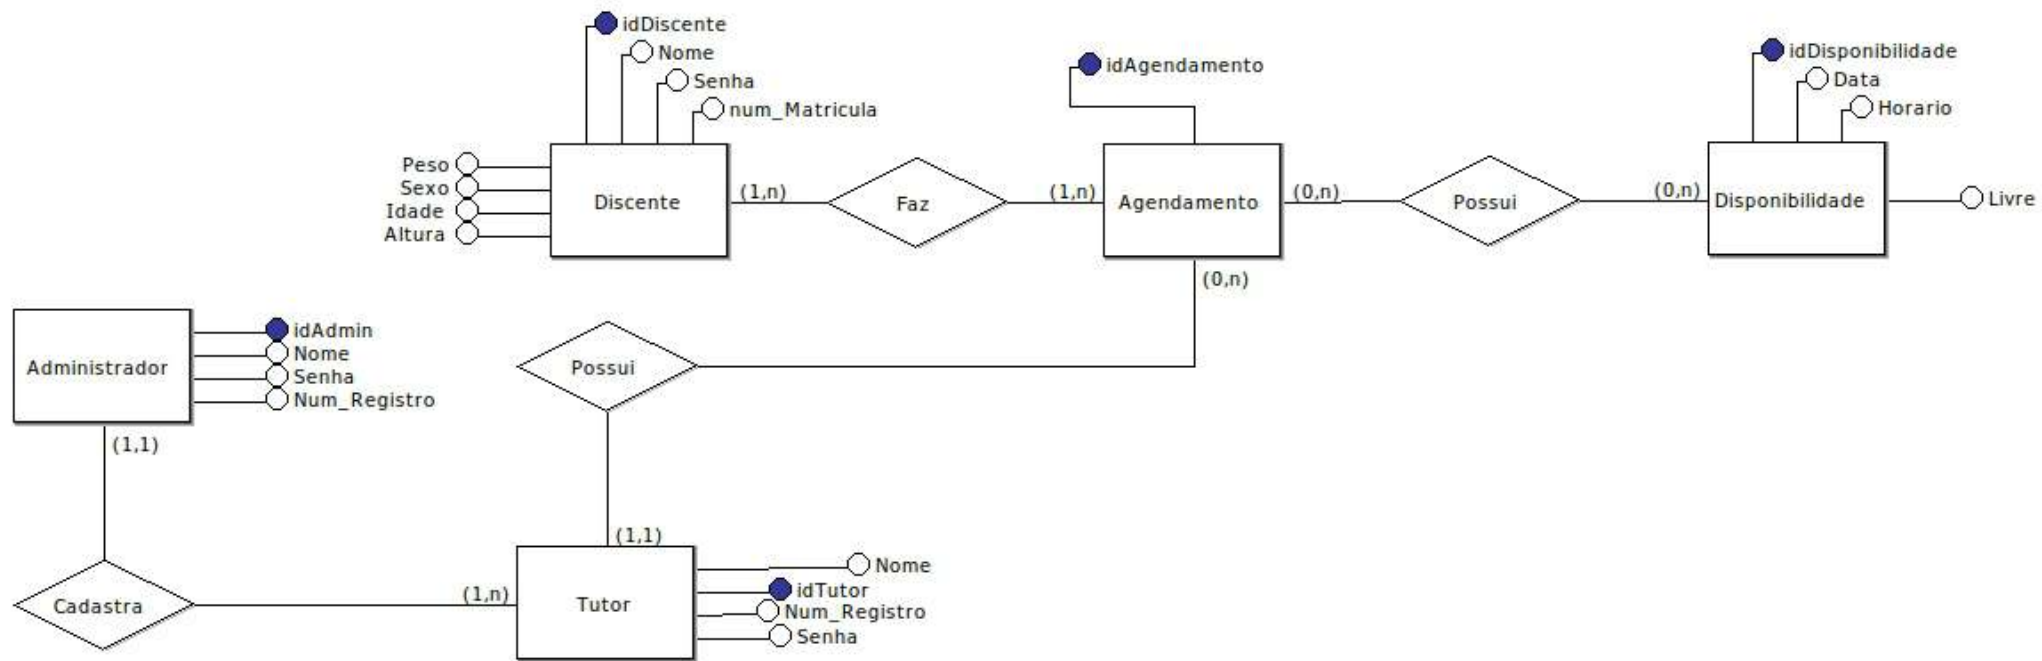 idDiscente
Nome
Senha
num_Matricula
Peso
Sexo
Idade
Altura
Discente
(1,n)
Faz
(1,n)
idAgendamento
Agendamento
(0,n)
Possui
(0,n)
idDisponibilidade
Data
Horario
Disponibilidade
Livre
(0,n)
Administrador
idAdmin
Nome
Senha
Num_Registro
(1,1)
Possui
(1,1)
Cadastra
(1,n)
Tutor
Nome
idTutor
Num_Registro
Senha